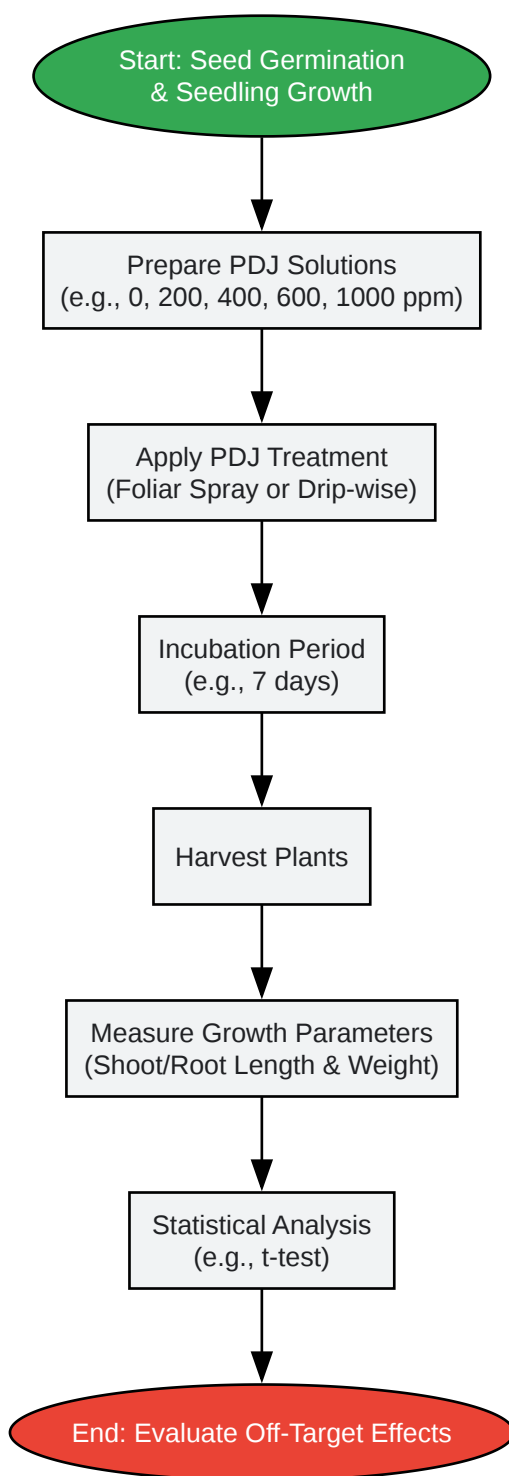 Start: Seed Germination
& Seedling Growth
Prepare PDJ Solutions
(e.g., 0, 200, 400, 600, 1000 ppm)
Apply PDJ Treatment
(Foliar Spray or Drip-wise)
Incubation Period
(e.g., 7 days)
Harvest Plants
Measure Growth Parameters
(Shoot/Root Length & Weight)
Statistical Analysis
(e.g., t-test)
End: Evaluate Off-Target Effects